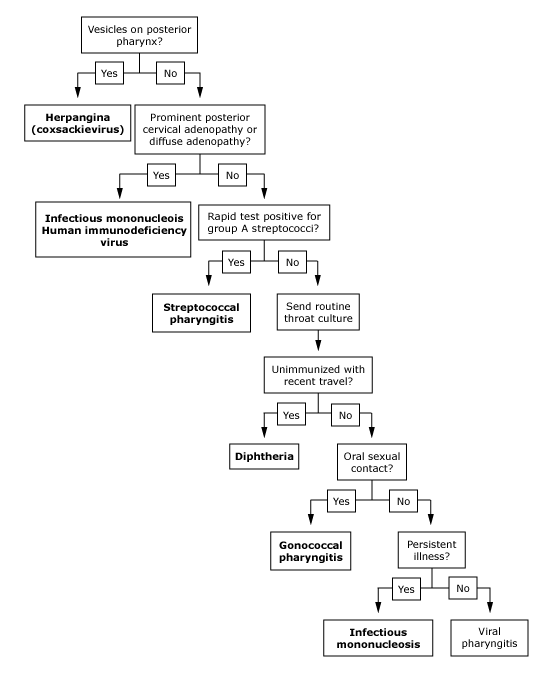 Vesicles on posterior
pharynx?
Yes
No
Herpangina
(coxsackievirus)
Prominent posterior
cervical adenopathy or
diffuse adenopathy?
Yes
No
Infectious mononucleois
Human immunodeficiency
virus
Rapid test positive for
group A streptococci?
Yes
No
Streptococcal
pharyngitis
Send routine
throat culture
Unimmunized with
recent travel?
Yes
No
Diphtheria
Oral sexual
contact?
Yes
No
Gonococcal
pharyngitis
Persistent
illness?
Yes
No
Infectious
mononucleosis
Viral
pharyngitis